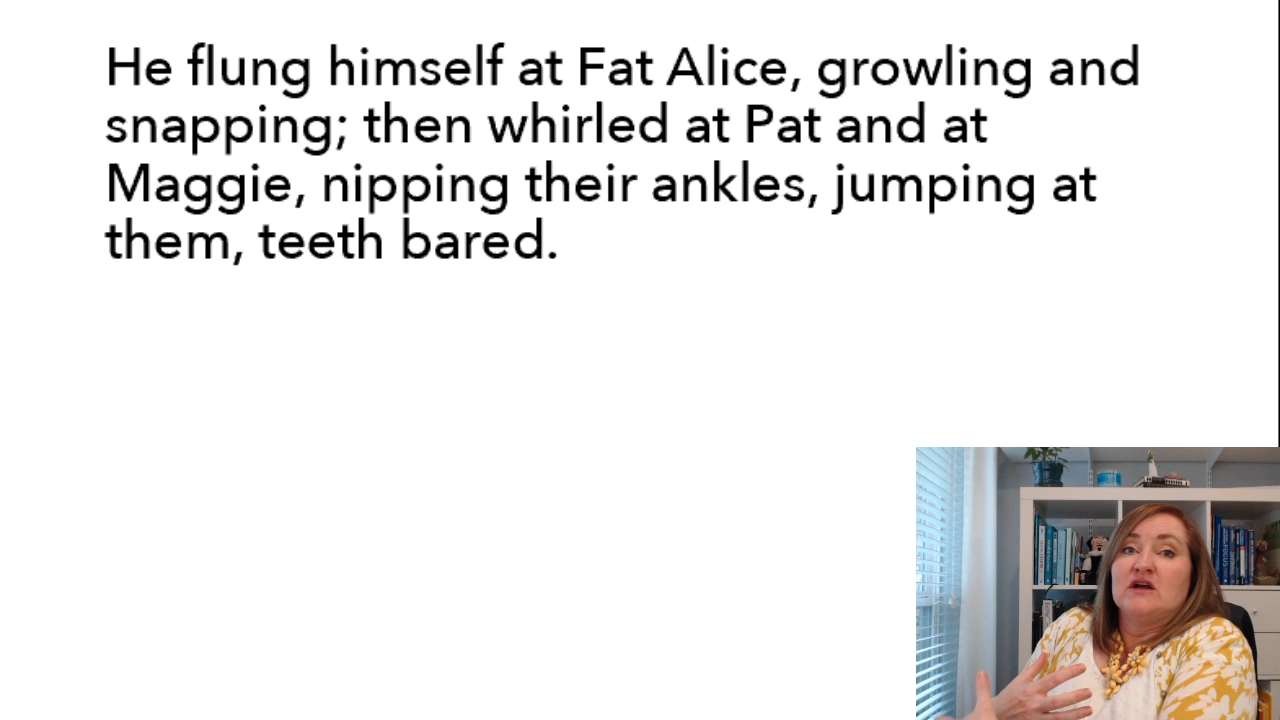 He flung himself at Fat Alice, growling and
snapping; then whirled at Pat and at
Maggie, nipping their ankles, jumping at
them, teeth bared.